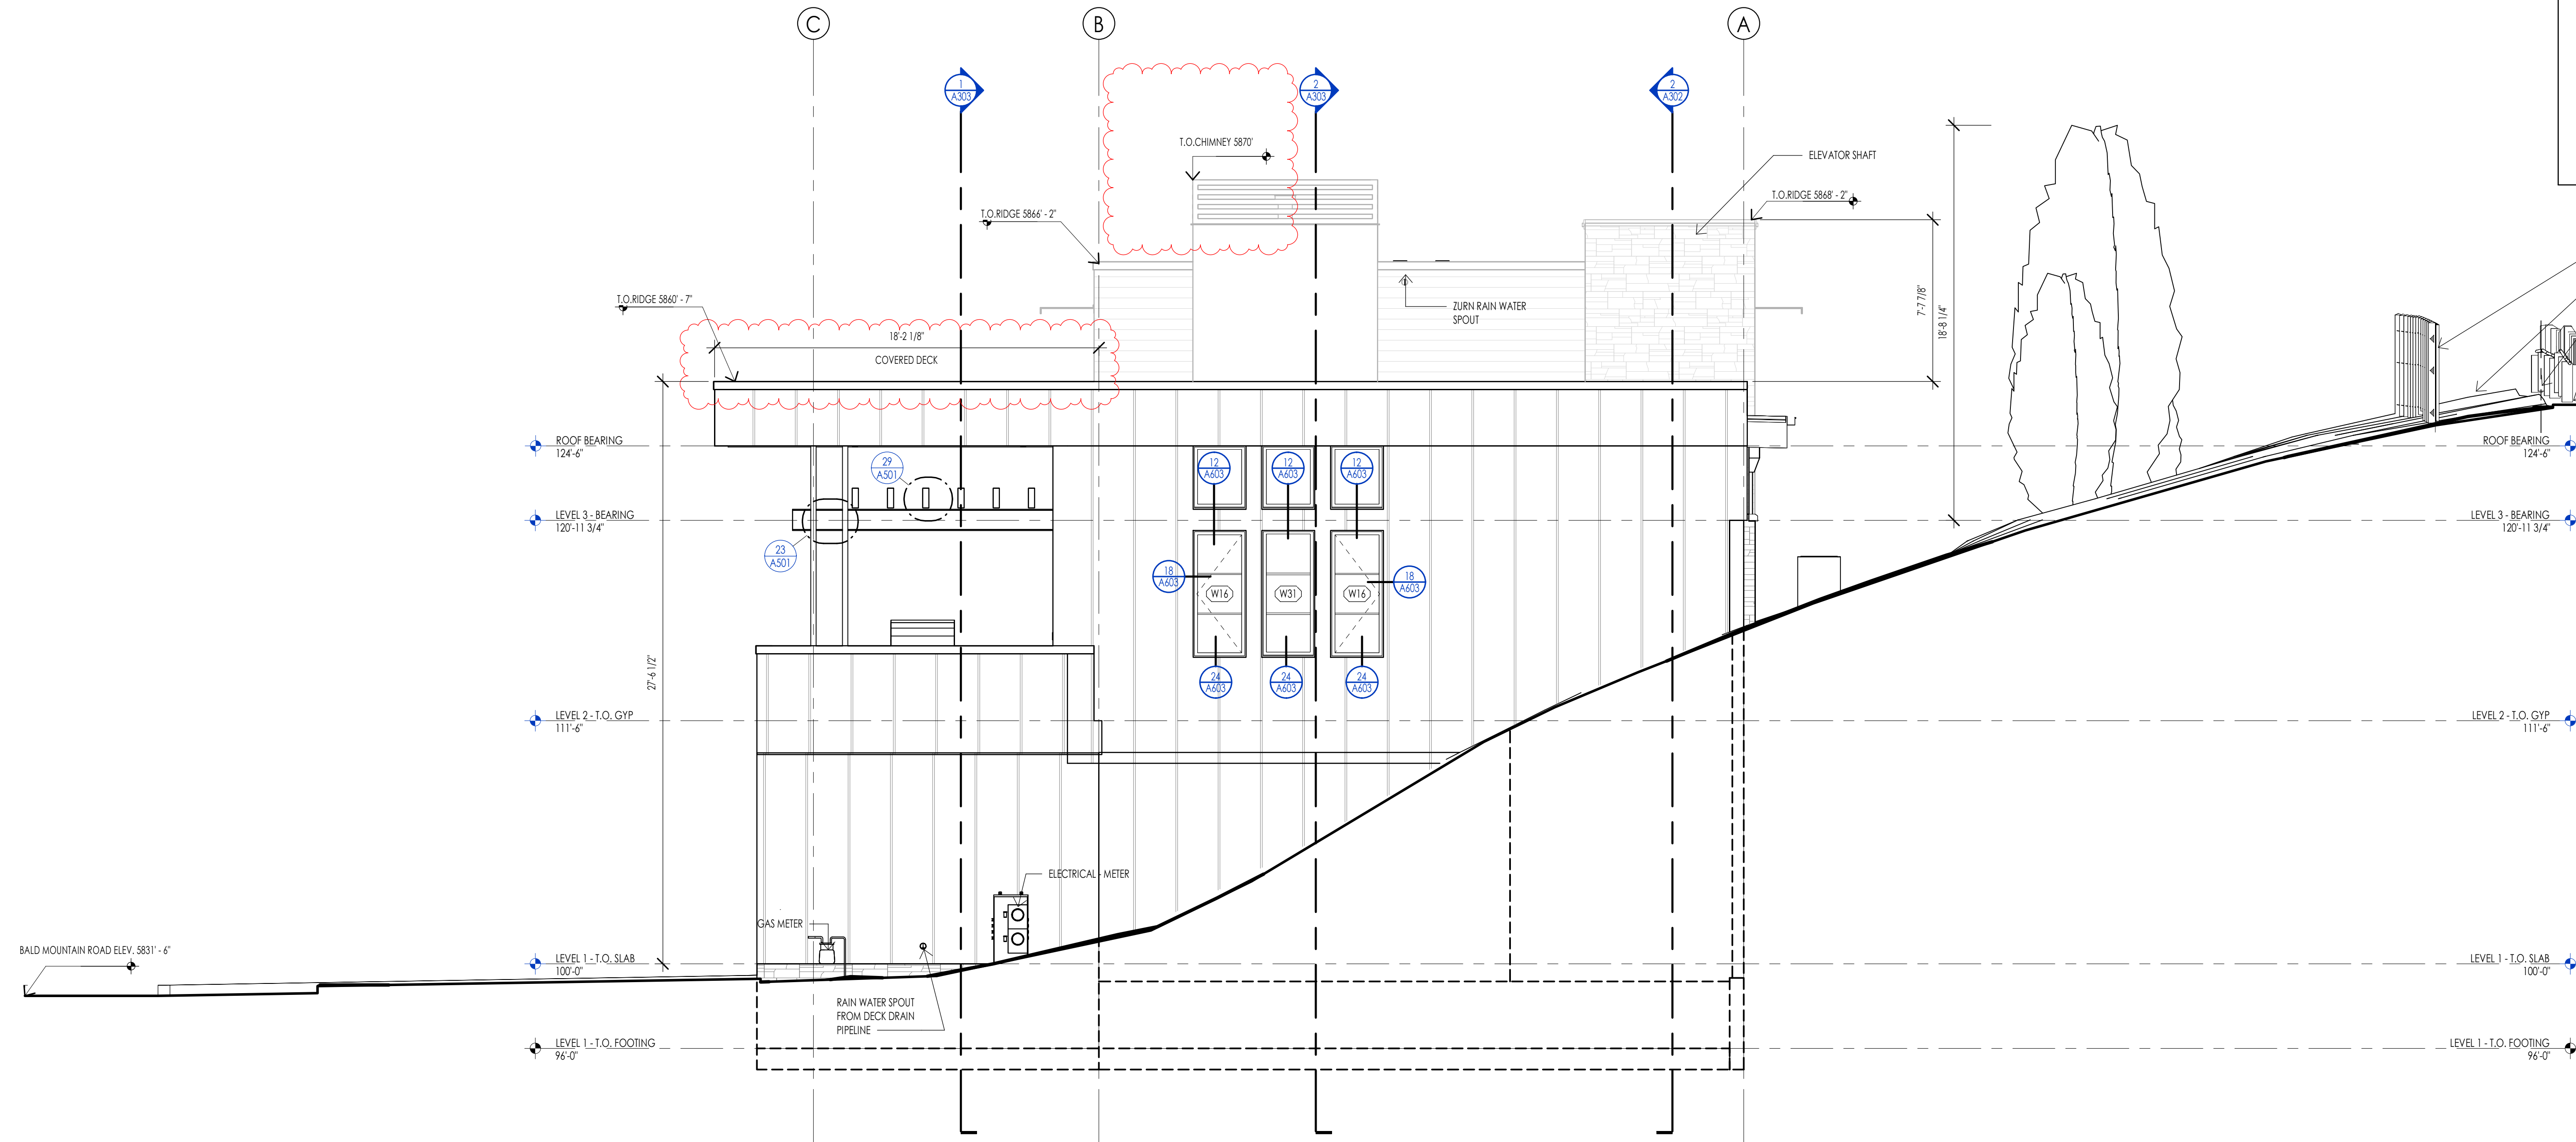 C
B
A
1
A303
2
A303
2
A302
T.O.CHIMNEY 5870'
ELEVATOR SHAFT
T.O.RIDGE 5868' - 2"
T.O.RIDGE 5866' - 2"
T.O.RIDGE 5860' - 7"
ZURN RAIN WATER
SPOUT
7'-7 7/8"
18'-8 1/4"
18'-2 1/8"
COVERED DECK
ROOF BEARING
124'-6"
29
A501
12
A603
12
A603
12
A603
ROOF BEARING
124'-6"
LEVEL 3 - BEARING
120'-11 3/4"
23
A501
LEVEL 3 - BEARING
120'-11 3/4"
18
A603
W16
W31
W16
18
A603
27'-6 1/2"
24
A603
24
A603
24
A603
LEVEL 2 - T.O. GYP
111'-6"
LEVEL 2 - T.O. GYP
111'-6"
ELECTRICAL - METER
GAS METER
BALD MOUNTAIN ROAD ELEV. 5831' - 6"
LEVEL 1 - T.O. SLAB
100'-0"
LEVEL 1 - T.O. SLAB
100'-0"
RAIN WATER SPOUT
FROM DECK DRAIN
PIPELINE
LEVEL 1 - T.O. FOOTING
96'-0"
LEVEL 1 - T.O. FOOTING
96'-0"